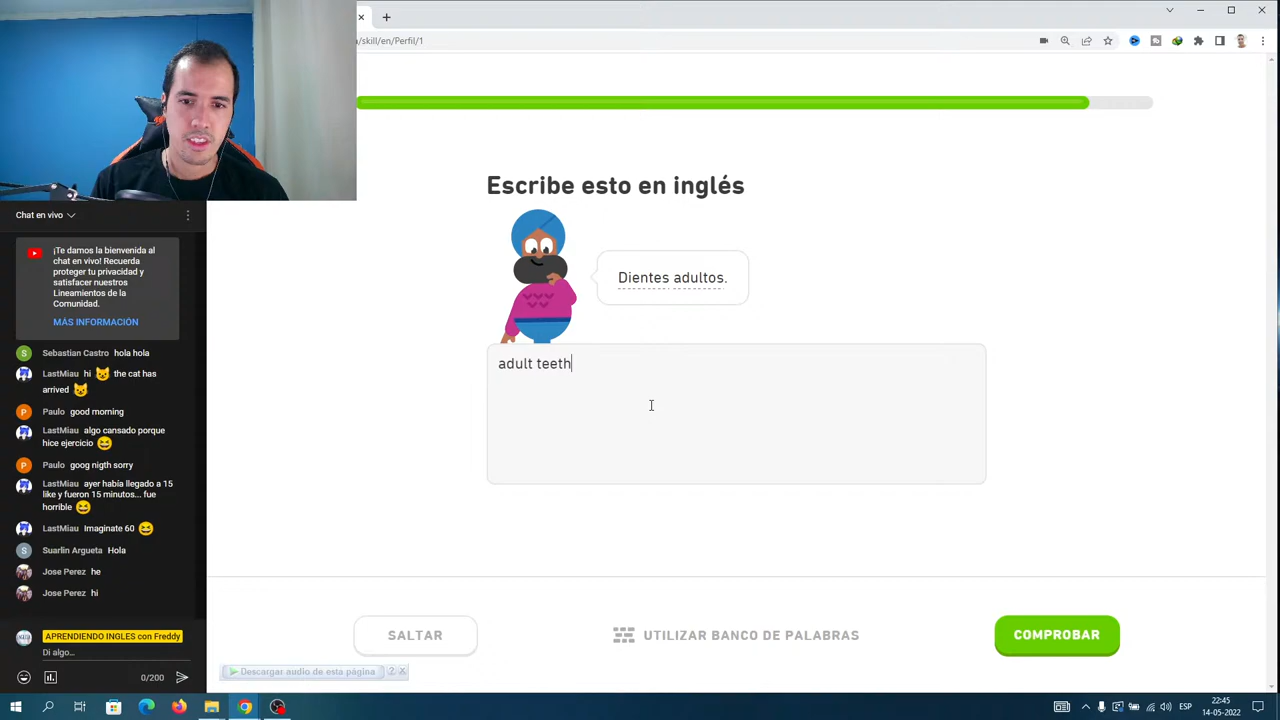 /skill/en/Perfil/1
Escribe esto en inglés
Dientes adultos.
adult teeth
Chat en vivo
¡Te damos la bienvenida al
chat en vivo! Recuerda
proteger tu privacidad y
satisfacer nuestros
Lineamientos de la
Comunidad.
MÁS INFORMACIÓN
S Sebastian Castro hola hola
LastMiau hi 😺 the cat has
arrived 😺
P Paulo good morning
LastMiau algo cansado porque
hice ejercicio 😆
P Paulo goog nigth sorry
LastMiau ayer había llegado a 15
like y fueron 15 minutos... fue
horrible 😆
LastMiau Imaginate 60 😆
S Suarlin Argueta Hola
Jose Perez he
Jose Perez hi
APRENDIENDO INGLES con Freddy
Di algo...
0/200
SALTAR
UTILIZAR BANCO DE PALABRAS
COMPROBAR
Descargar audio de esta página ? X
ESP
22:45
14-05-2022